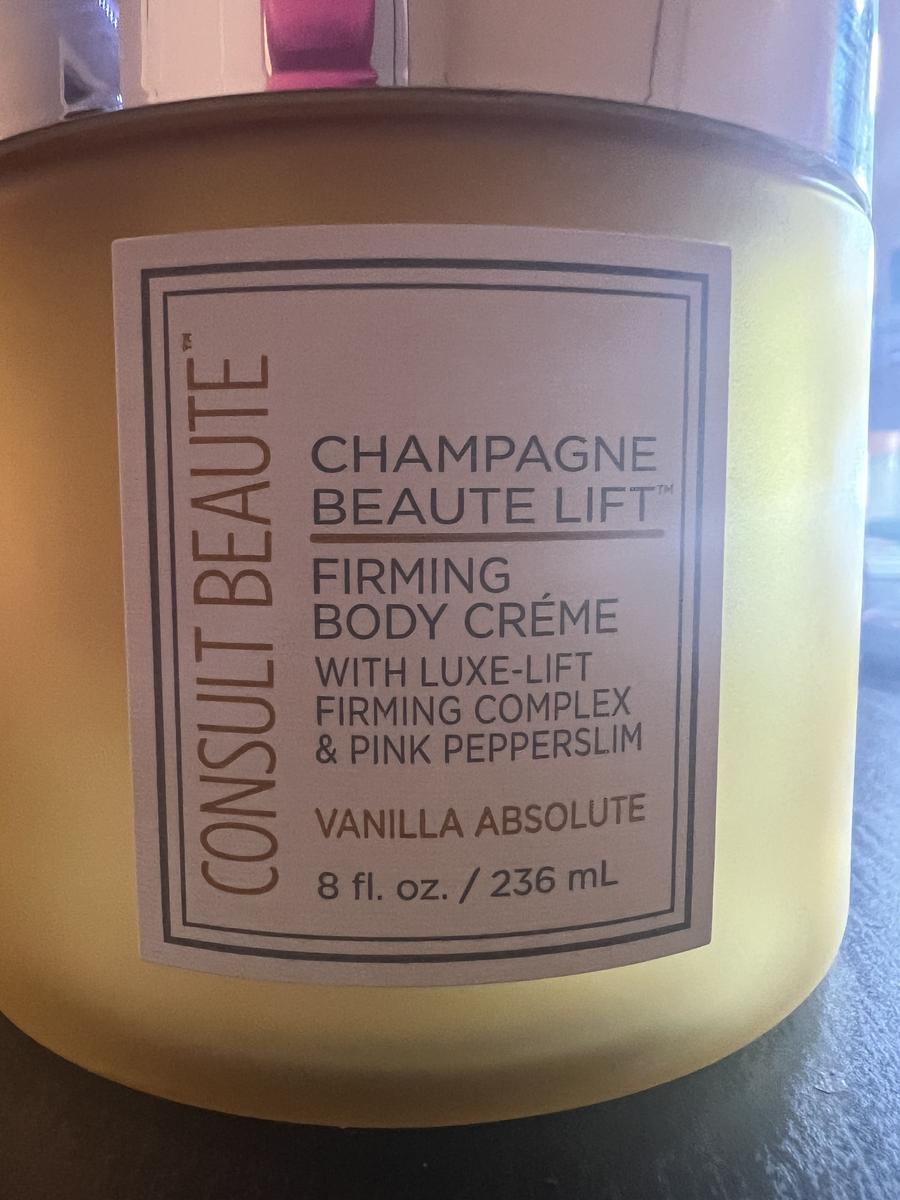 CONSULT BEAUTE™
CHAMPAGNE
BEAUTE LIFT™
FIRMING
BODY CRÉME
WITH LUXE-LIFT
FIRMING COMPLEX
& PINK PEPPERSLIM
VANILLA ABSOLUTE
8 fl. oz. / 236 mL